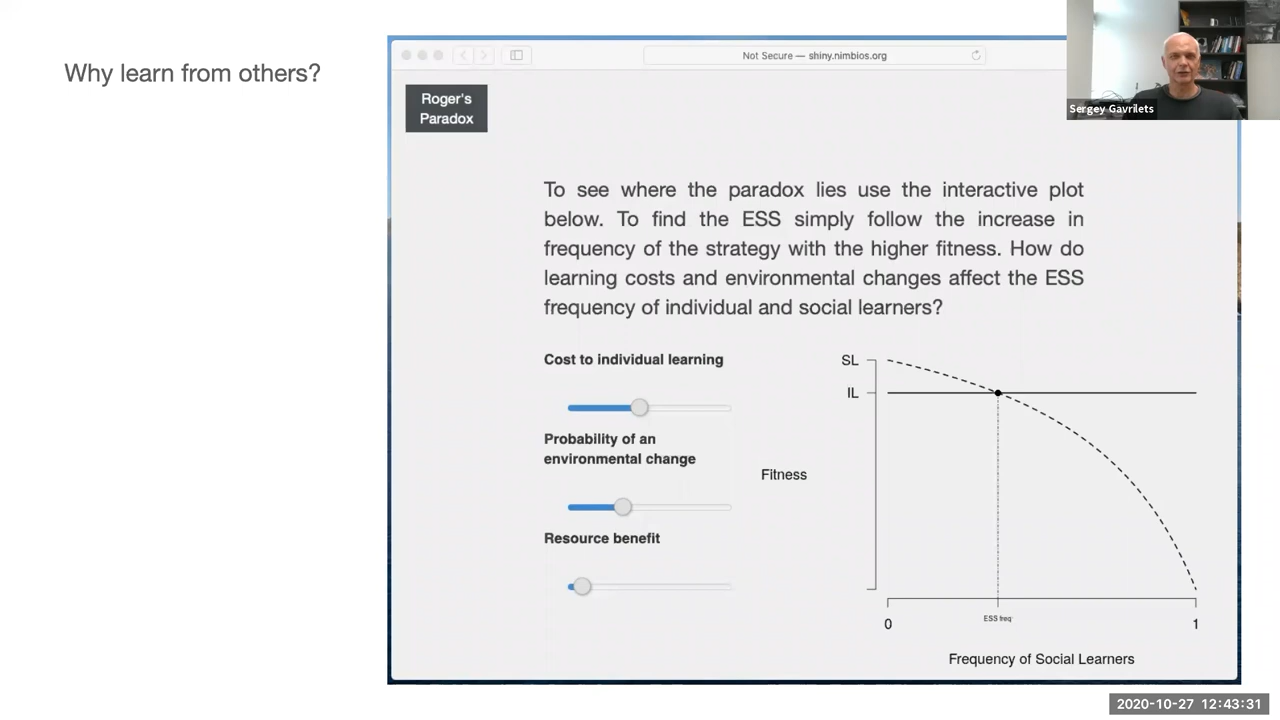 Why learn from others?
Not Secure — shiny.nimbios.org
Sergey Gavrilets
Roger's
Paradox
To see where the paradox lies use the interactive plot
below. To find the ESS simply follow the increase in
frequency of the strategy with the higher fitness. How do
learning costs and environmental changes affect the ESS
frequency of individual and social learners?
Cost to individual learning
Probability of an
environmental change
Resource benefit
Fitness
SL
IL
ESS freq
0
1
Frequency of Social Learners
2020-10-27 12:43:31